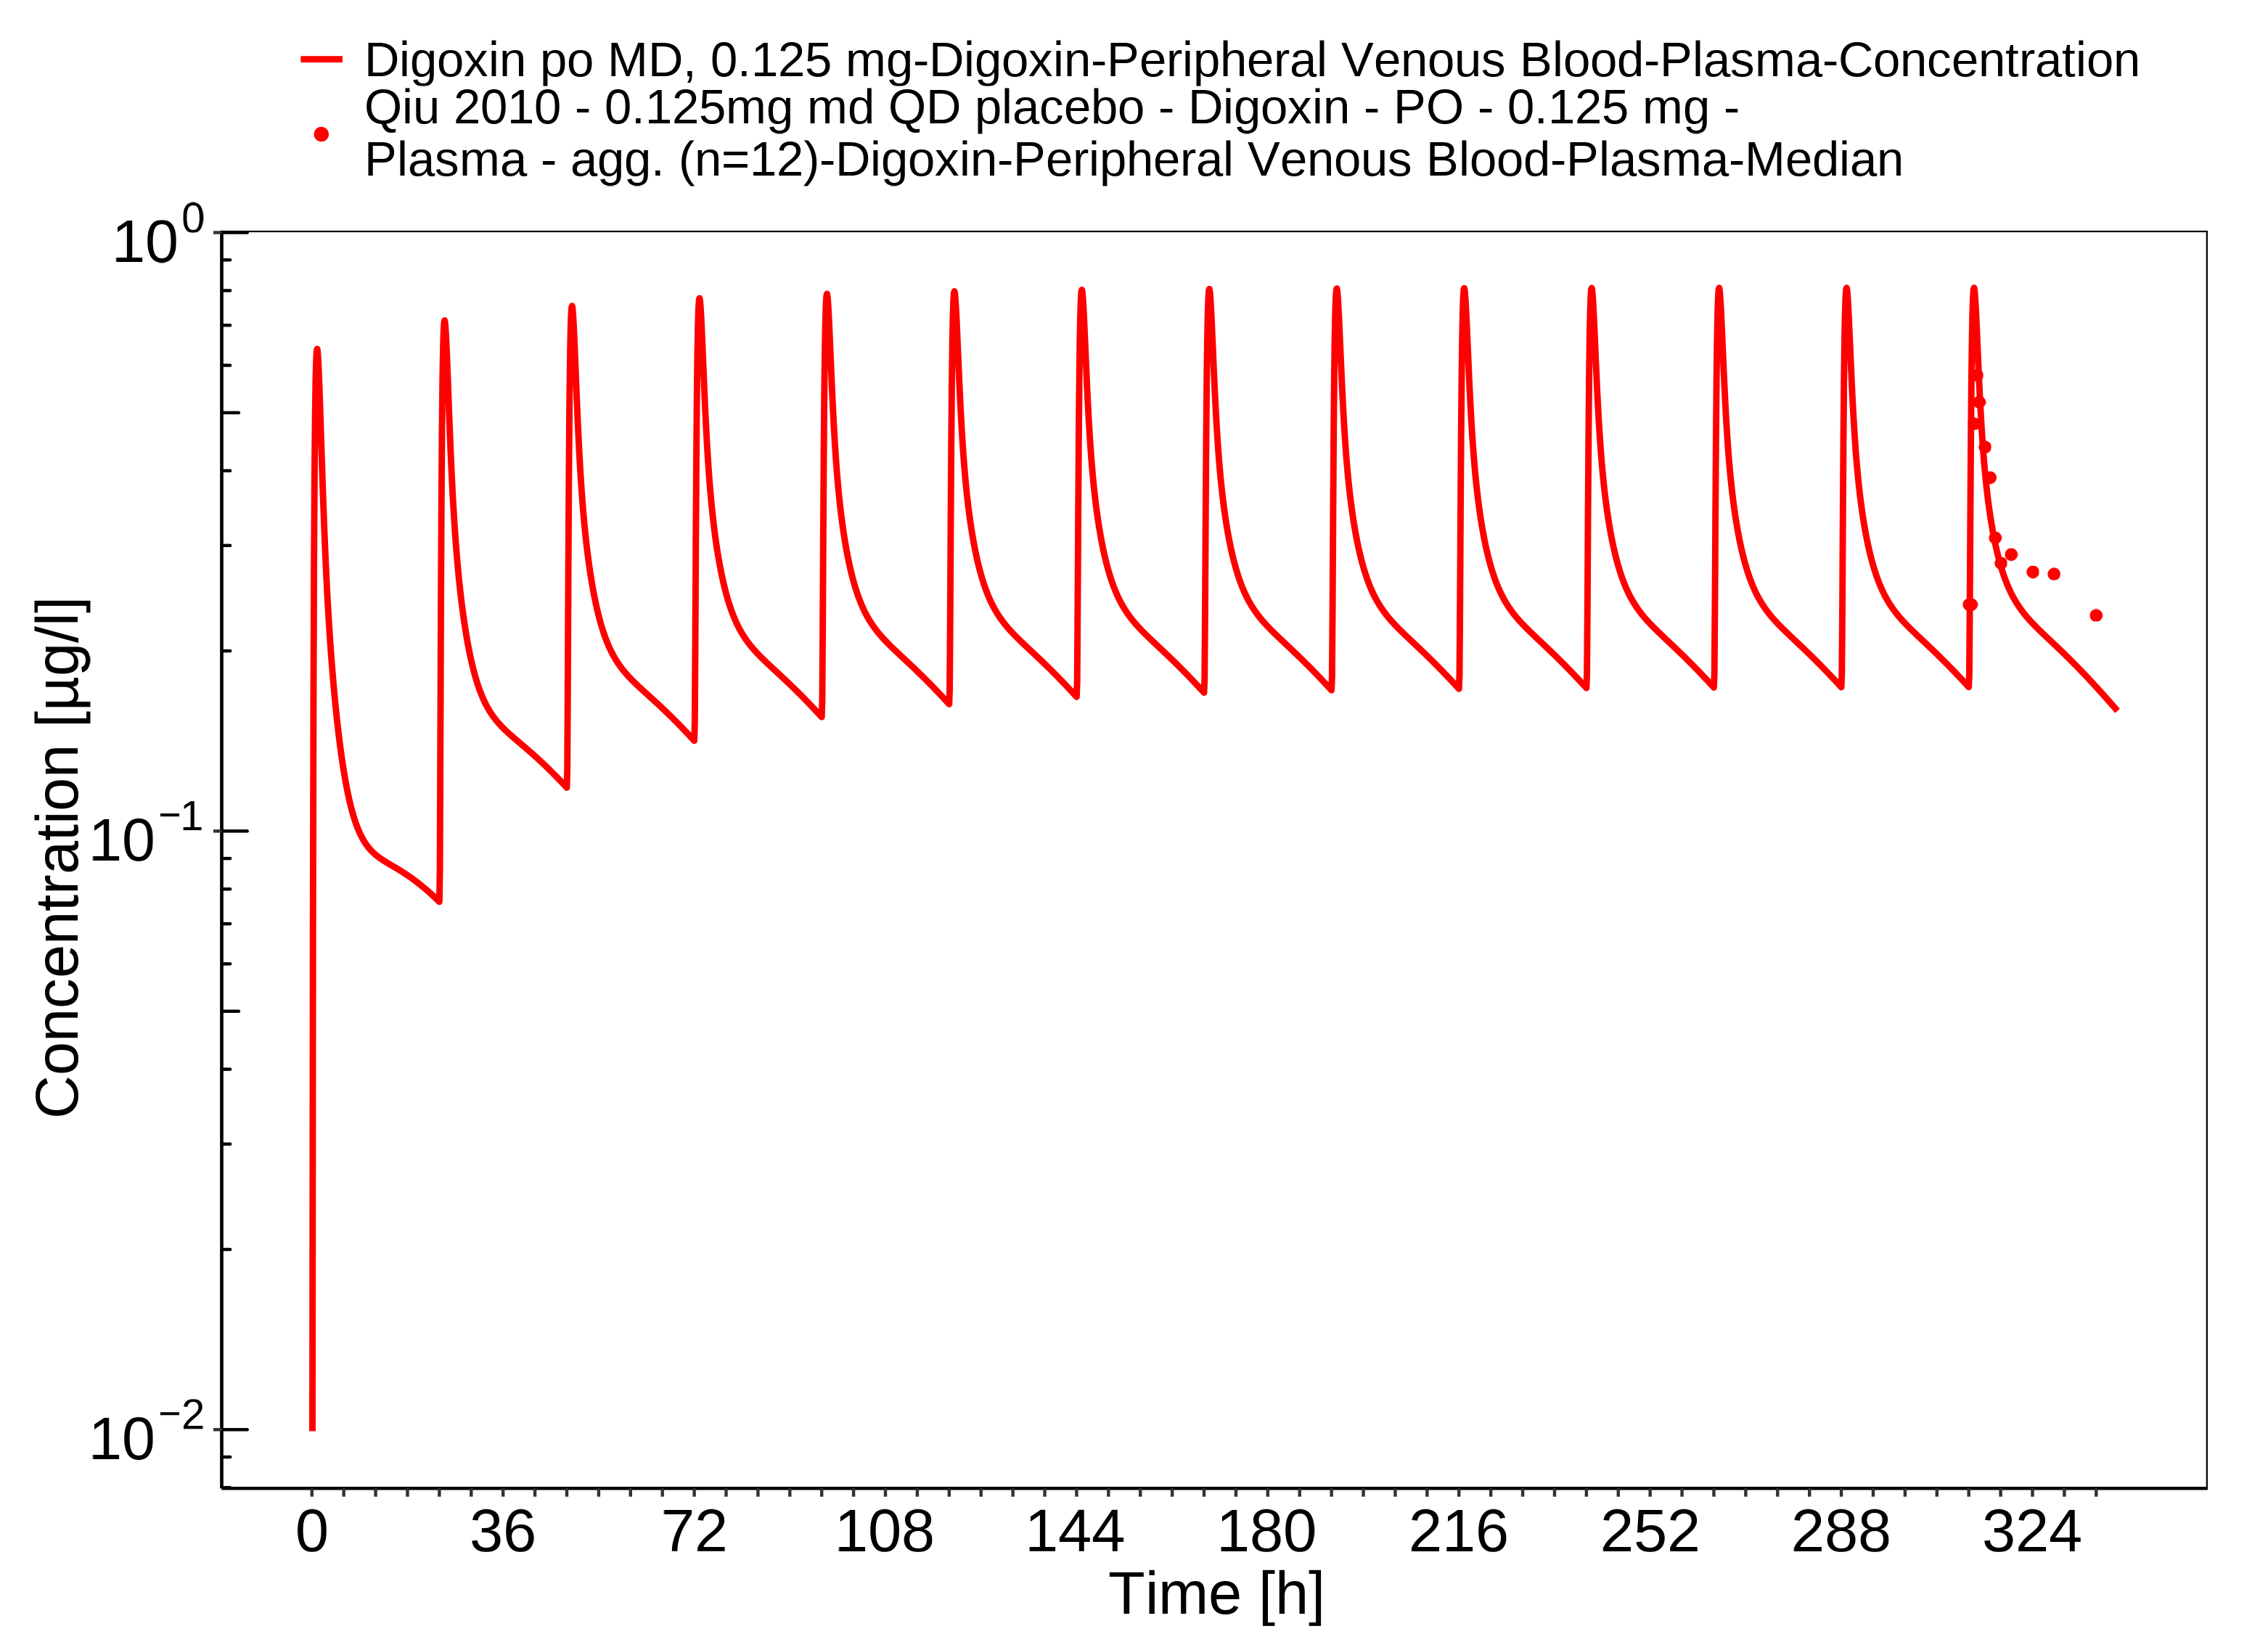 Digoxin po MD, 0.125 mg-Digoxin-Peripheral Venous Blood-Plasma-Concentration
Qiu 2010 - 0.125mg md QD placebo - Digoxin - PO - 0.125 mg -
Plasma - agg. (n=12)-Digoxin-Peripheral Venous Blood-Plasma-Median
10⁰
10⁻¹
10⁻²
Concentration [µg/l]
0 36 72 108 144 180 216 252 288 324
Time [h]